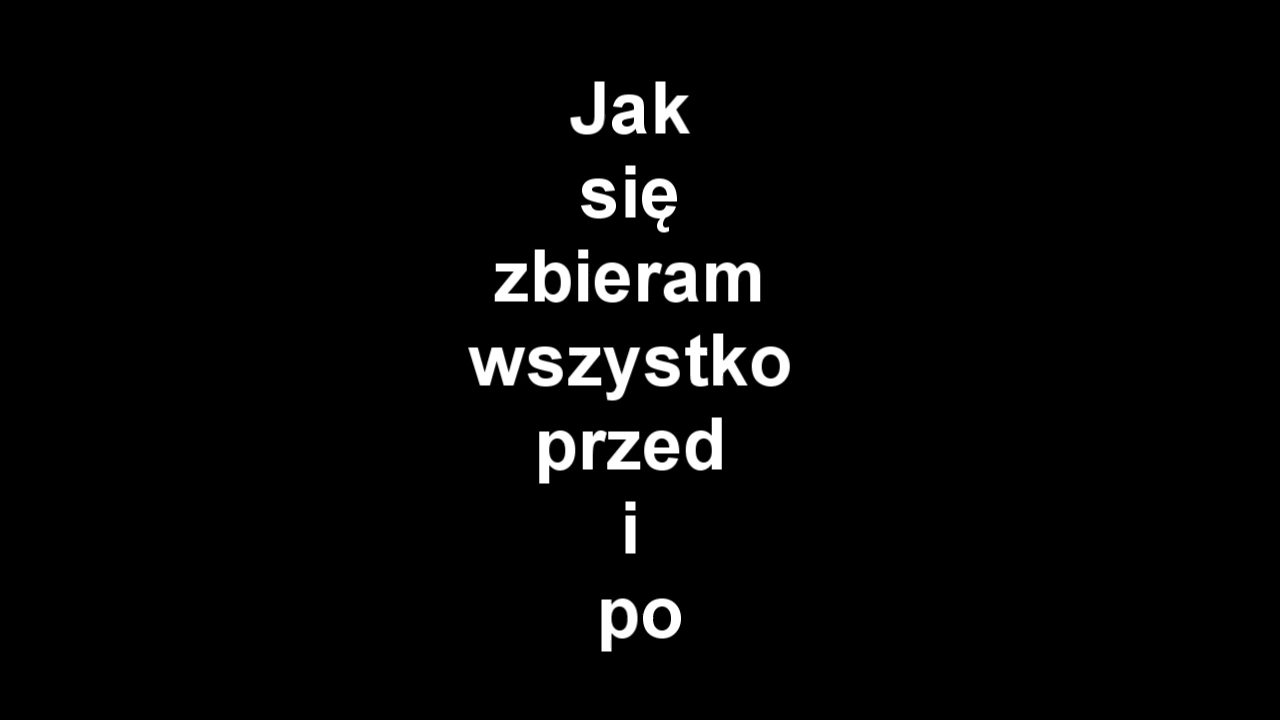 Jak
się
zbieram
wszystko
przed
i
po